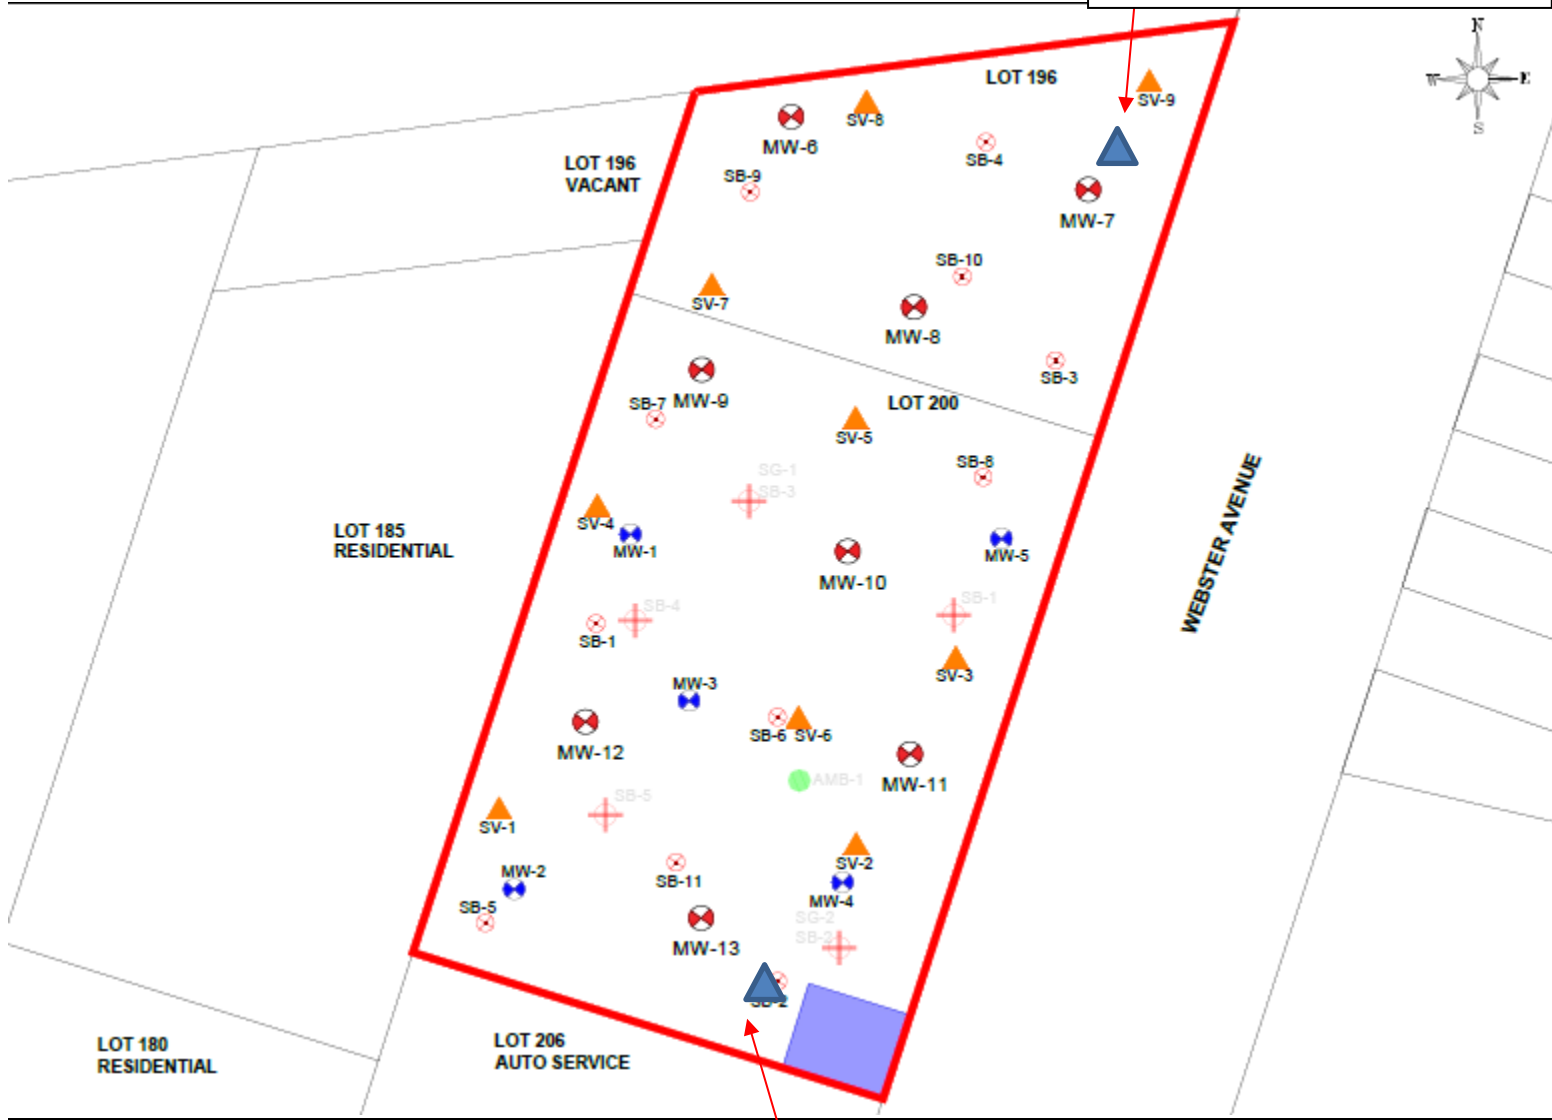 N
LOT 196
W E
SV-9
SV-8
S
MW-6
LOT 196
VACANT
SB-4
SB-9
MW-7
SB-10
SV-7
MW-8
SB-3
SB-7 MW-9
LOT 200
SV-5
SB-8
SG-1
SB-3
SV-4
LOT 185
RESIDENTIAL
MW-1
MW-5
WEBSTER AVENUE
MW-10
SB-4
SB-1
SB-1
SV-3
MW-3
SB-6 SV-6
MW-12
AMB-1
MW-11
SB-5
SV-1
SV-2
MW-2
SB-11
MW-4
SB-5
SG-2
SB-2
MW-13
SB-2
LOT 206
AUTO SERVICE
LOT 180
RESIDENTIAL